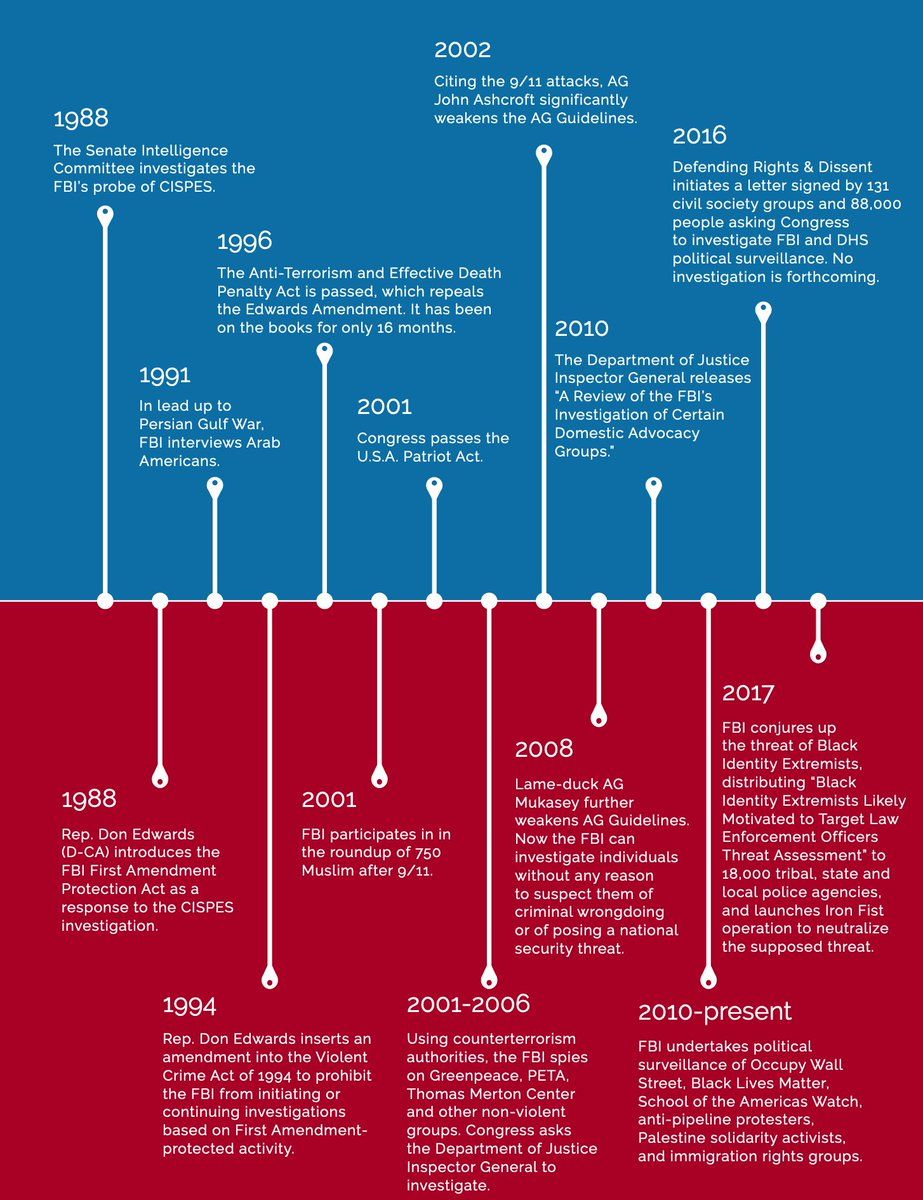 2002
Citing the 9/11 attacks, AG
John Ashcroft significantly
weakens the AG Guidelines.
1988
The Senate Intelligence
Committee investigates the
FBI's probe of CISPES.
2016
Defending Rights & Dissent
initiates a letter signed by 131
civil society groups and 88,000
people asking Congress
to investigate FBI and DHS
political surveillance. No
investigation is forthcoming.
1996
The Anti-Terrorism and Effective Death
Penalty Act is passed, which repeals
the Edwards Amendment. It has been
on the books for only 16 months.
2010
The Department of Justice
Inspector General releases
"A Review of the FBI's
Investigation of Certain
Domestic Advocacy
Groups."
1991
In lead up to
Persian Gulf War,
FBI interviews Arab
Americans.
2001
Congress passes the
U.S.A. Patriot Act.
2017
FBI conjures up
the threat of Black
Identity Extremists,
distributing "Black
Identity Extremists Likely
Motivated to Target Law
Enforcement Officers
Threat Assessment" to
18,000 tribal, state and
local police agencies,
and launches Iron Fist
operation to neutralize
the supposed threat.
2008
Lame-duck AG
Mukasey further
weakens AG Guidelines.
Now the FBI can
investigate individuals
without any reason
to suspect them of
criminal wrongdoing
or of posing a national
security threat.
1988
Rep. Don Edwards
(D-CA) introduces the
FBI First Amendment
Protection Act as a
response to the CISPES
investigation.
2001
FBI participates in in
the roundup of 750
Muslim after 9/11.
1994
Rep. Don Edwards inserts an
amendment into the Violent
Crime Act of 1994 to prohibit
the FBI from initiating or
continuing investigations
based on First Amendment-
protected activity.
2001-2006
Using counterterrorism
authorities, the FBI spies
on Greenpeace, PETA,
Thomas Merton Center
and other non-violent
groups. Congress asks
the Department of Justice
Inspector General to
investigate.
2010-present
FBI undertakes political
surveillance of Occupy Wall
Street, Black Lives Matter,
School of the Americas Watch,
anti-pipeline protesters,
Palestine solidarity activists,
and immigration rights groups.